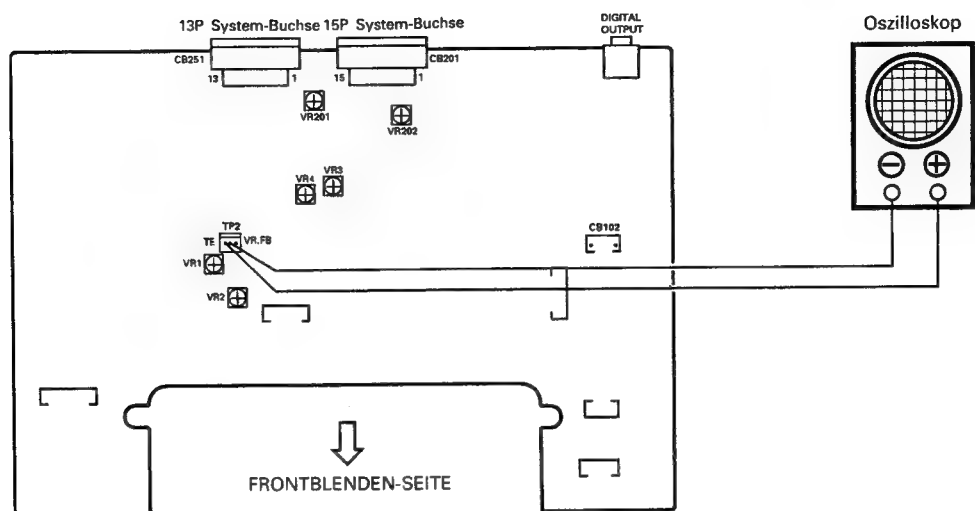 13P System-Buchse 15P System-Buchse
DIGITAL
OUTPUT
Oszilloskop
CB251
CB201
13
1
15
1
VR201
VR202
VR4
VR3
TP2
TE
VR.FB
CB102
VR1
VR2
FRONTBLENDEN-SEITE